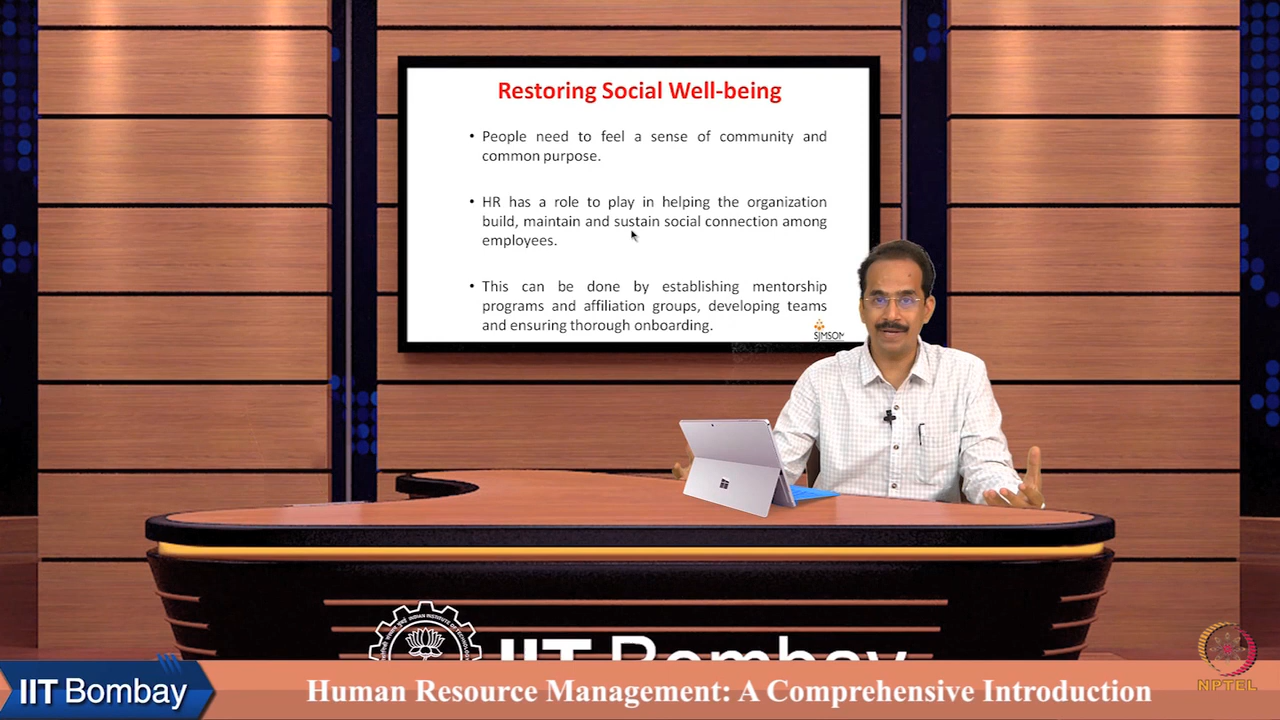 Restoring Social Well-being
• People need to feel a sense of community and
common purpose.
• HR has a role to play in helping the organization
build, maintain and sustain social connection among
employees.
• This can be done by establishing mentorship
programs and affiliation groups, developing teams
and ensuring thorough onboarding.
SJMSOM
IIT Bombay
IIT Bombay
Human Resource Management: A Comprehensive Introduction
NPTEL